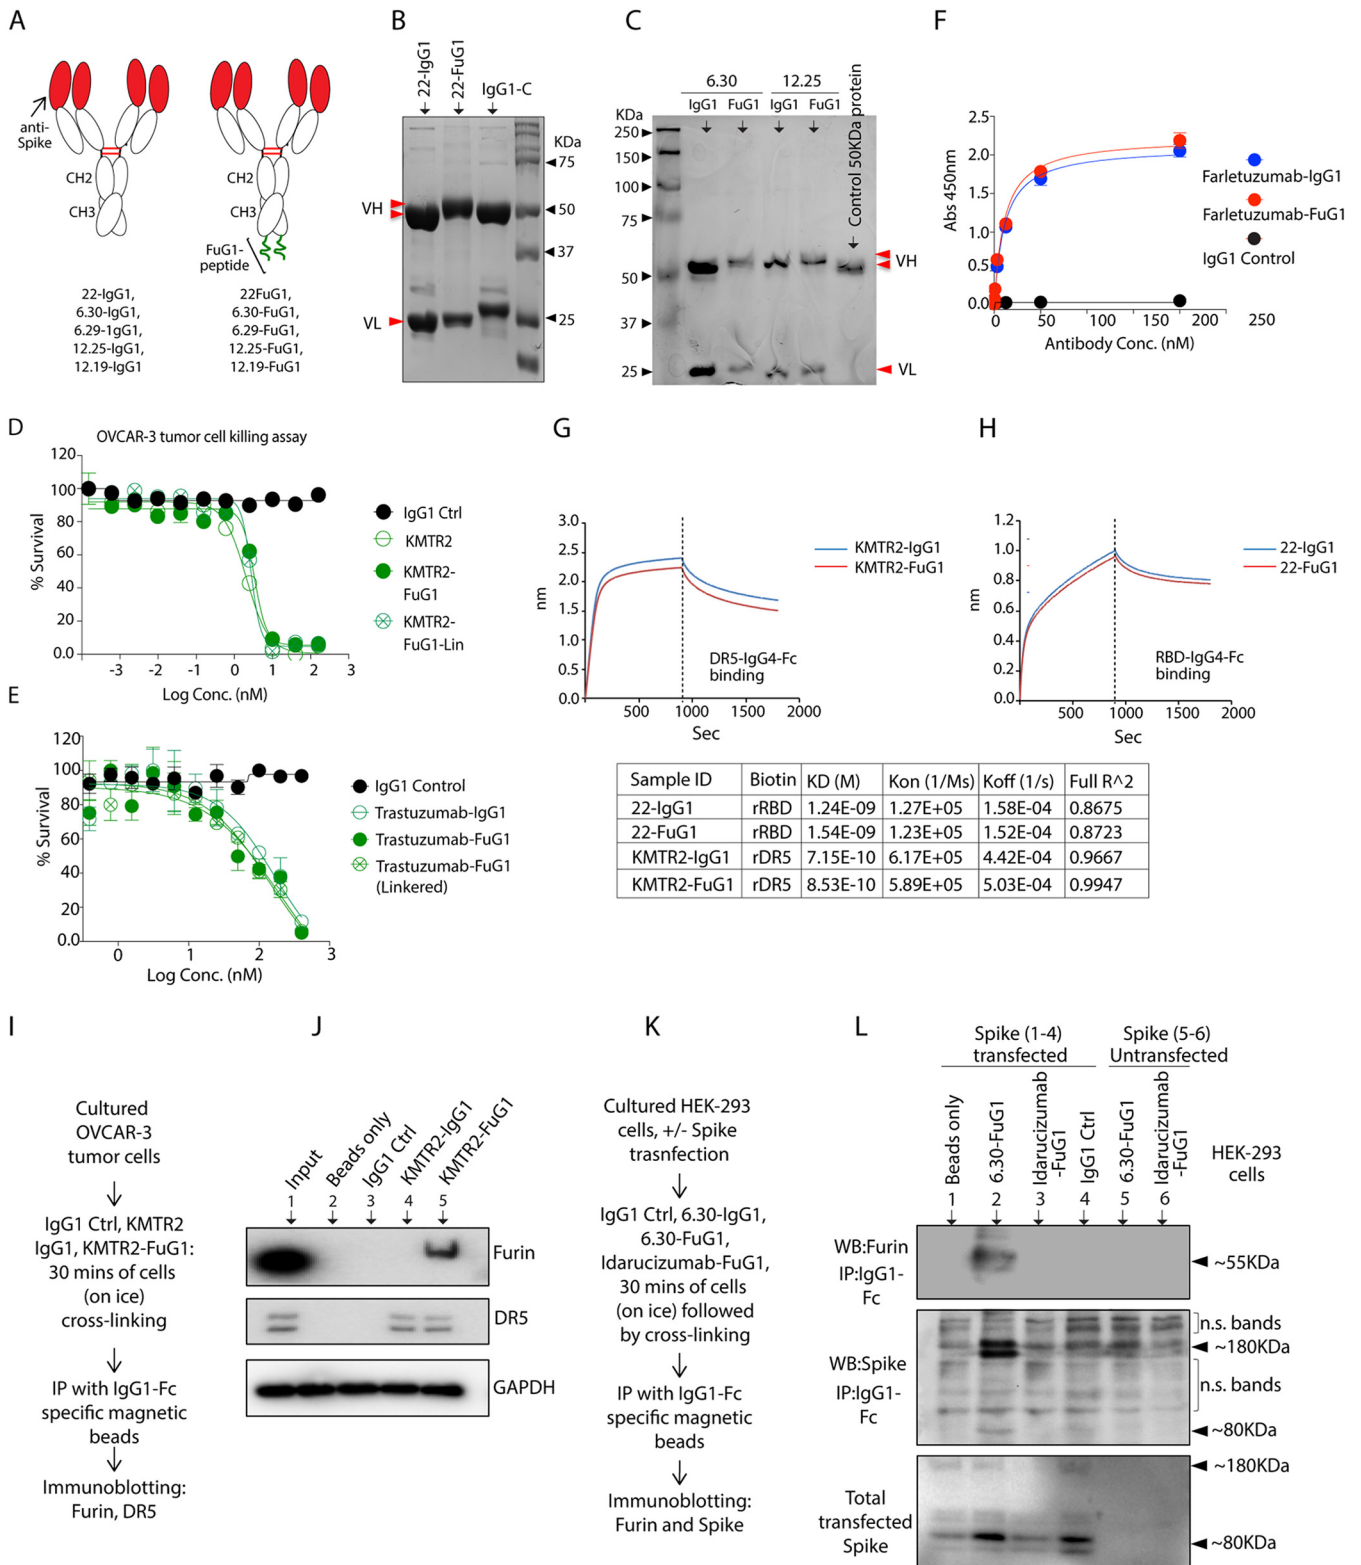 A
anti-
Spike
CH2
CH3
CH2
CH3
FuG1-
peptide
22-IgG1,
6.30-IgG1,
6.29-1gG1,
12.25-IgG1,
12.19-IgG1
22FuG1,
6.30-FuG1,
6.29-FuG1,
12.25-FuG1,
12.19-FuG1
B
22-IgG1
22-FuG1
IgG1-C
KDa
75
50
37
25
VH
VL
C
6.30
12.25
IgG1 FuG1 IgG1 FuG1
Control 50KDa protein
KDa
250
150
100
75
50
37
25
VH
VL
F
Abs 450nm
2.5
2.0
1.5
1.0
0.5
0.0
0 50 100 150 200 250
Antibody Conc. (nM)
Farletuzumab-IgG1
Farletuzumab-FuG1
IgG1 Control
D
OVCAR-3 tumor cell killing assay
% Survival
120
100
80
60
40
20
0.0
-3 -2 -1 0 1 2 3
Log Conc. (nM)
IgG1 Ctrl
KMTR2
KMTR2-
FuG1
KMTR2-
FuG1-Lin
E
% Survival
120
100
80
60
40
20
0.0
0 1 2 3
Log Conc. (nM)
IgG1 Control
Trastuzumab-IgG1
Trastuzumab-FuG1
Trastuzumab-FuG1
(Linkered)
G
nm
3.0
2.5
2.0
1.5
1.0
0.5
0.0
500 1000 1500 2000
Sec
KMTR2-IgG1
KMTR2-FuG1
DR5-IgG4-Fc
binding
H
nm
1.2
1.0
0.8
0.6
0.4
0.2
0.0
500 1000 1500 2000
Sec
22-IgG1
22-FuG1
RBD-IgG4-Fc
binding
Sample ID Biotin KD (M) Kon (1/Ms) Koff (1/s) Full R^2
22-IgG1 rRBD 1.24E-09 1.27E+05 1.58E-04 0.8675
22-FuG1 rRBD 1.54E-09 1.23E+05 1.52E-04 0.8723
KMTR2-IgG1 rDR5 7.15E-10 6.17E+05 4.42E-04 0.9667
KMTR2-FuG1 rDR5 8.53E-10 5.89E+05 5.03E-04 0.9947
I
Cultured
OVCAR-3
tumor cells
IgG1 Ctrl, KMTR2
IgG1, KMTR2-FuG1:
30 mins of cells
(on ice)
cross-linking
IP with IgG1-Fc
specific magnetic
beads
Immunoblotting:
Furin, DR5
J
Input
Beads only
IgG1 Ctrl
KMTR2-IgG1
KMTR2-FuG1
1 2 3 4 5
Furin
DR5
GAPDH
K
Cultured HEK-293
cells, +/- Spike
trasnfection
IgG1 Ctrl, 6.30-IgG1,
6.30-FuG1,
Idarucizumab-FuG1,
30 mins of cells
(on ice) followed
by cross-linking
IP with IgG1-Fc
specific magnetic
beads
Immunoblotting:
Furin and Spike
L
Spike (1-4)
transfected
Spike (5-6)
Untransfected
Beads only
6.30-FuG1
Idarucizumab
-FuG1
IgG1 Ctrl
6.30-FuG1
Idarucizumab
-FuG1
HEK-293
cells
1 2 3 4 5 6
WB:Furin
IP:IgG1-
Fc
~55KDa
WB:Spike
IP:IgG1-
Fc
n.s. bands
~180KDa
n.s. bands
~80KDa
Total
transfected
Spike
~180KDa
~80KDa